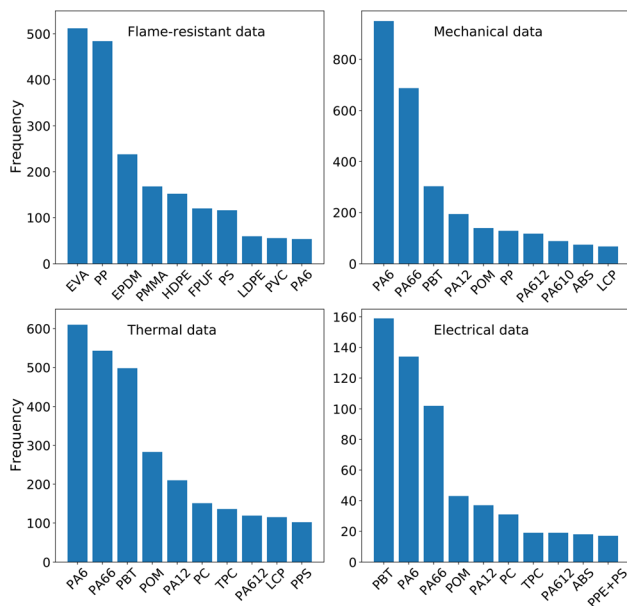 Flame-resistant data
Frequency
500
400
300
200
100
0
EVA PP EPDM PMMA HDPE FPUF PS LDPE PVC PA6
Mechanical data
800
600
400
200
0
PA6 PA66 PBT PA12 POM PP PA612 PA610 ABS LCP
Thermal data
Frequency
600
500
400
300
200
100
0
PA6 PA66 PBT POM PA12 PC TPC PA612 LCP PPS
Electrical data
160
140
120
100
80
60
40
20
0
PBT PA6 PA66 POM PA12 PC TPC PA612 ABS PPE+PS